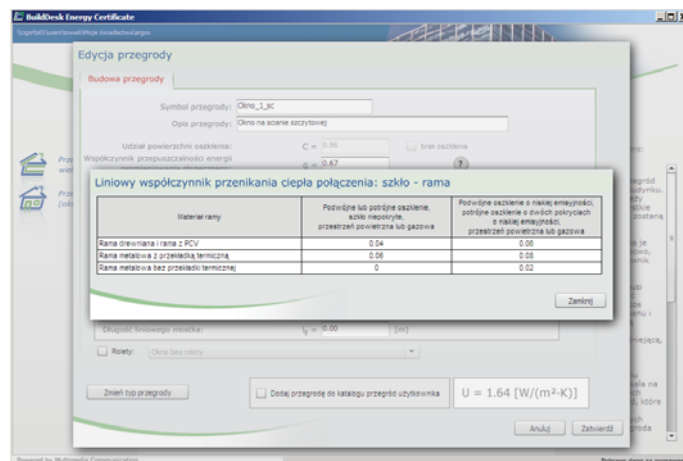 BuildDesk Energy Certificate
Edycja przegrody
Budowa przegrody
Symbol przegrody: Okno_1_sc
Opis przegrody: Okno na scianie szczytowej
Udział powierzchni oszklenia: C = 0.86 brak oszklenia
Współczynnik przepuszczalności energii g = 0.67 ?
Liniowy współczynnik przenikania ciepła połączenia: szkło - rama
Materiał ramy
Podwójne lub potrójne oszklenie,
szkło niepokryte,
przestrzeń powietrzna lub gazowa
Podwójne oszklenie o niskiej emisyjności,
potrójne oszklenie o dwóch pokryciach
o niskiej emisyjności,
przestrzeń powietrzna lub gazowa
Rama drewniana i rama z PCV 0.04 0.06
Rama metalowa z przekładką termiczną 0.06 0.08
Rama metalowa bez przekładki termicznej 0 0.02
Zamknij
Długość liniowego mostka: = 0.00 [m]
Rolety: Okno bez rolety
Zmień typ przegrody
Dodaj przegrodę do katalogu przegród użytkownika
U = 1.64 [W/(m²·K)]
Anuluj Zatwierdź
Powered by Multimedia Communication